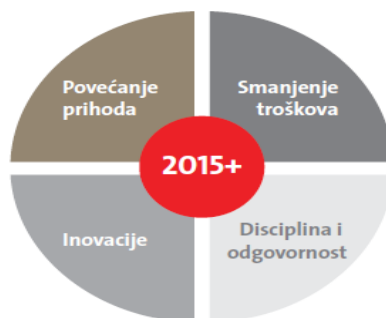 Povećanje
prihoda
Smanjenje
troškova
2015+
Inovacije
Disciplina i
odgovornost